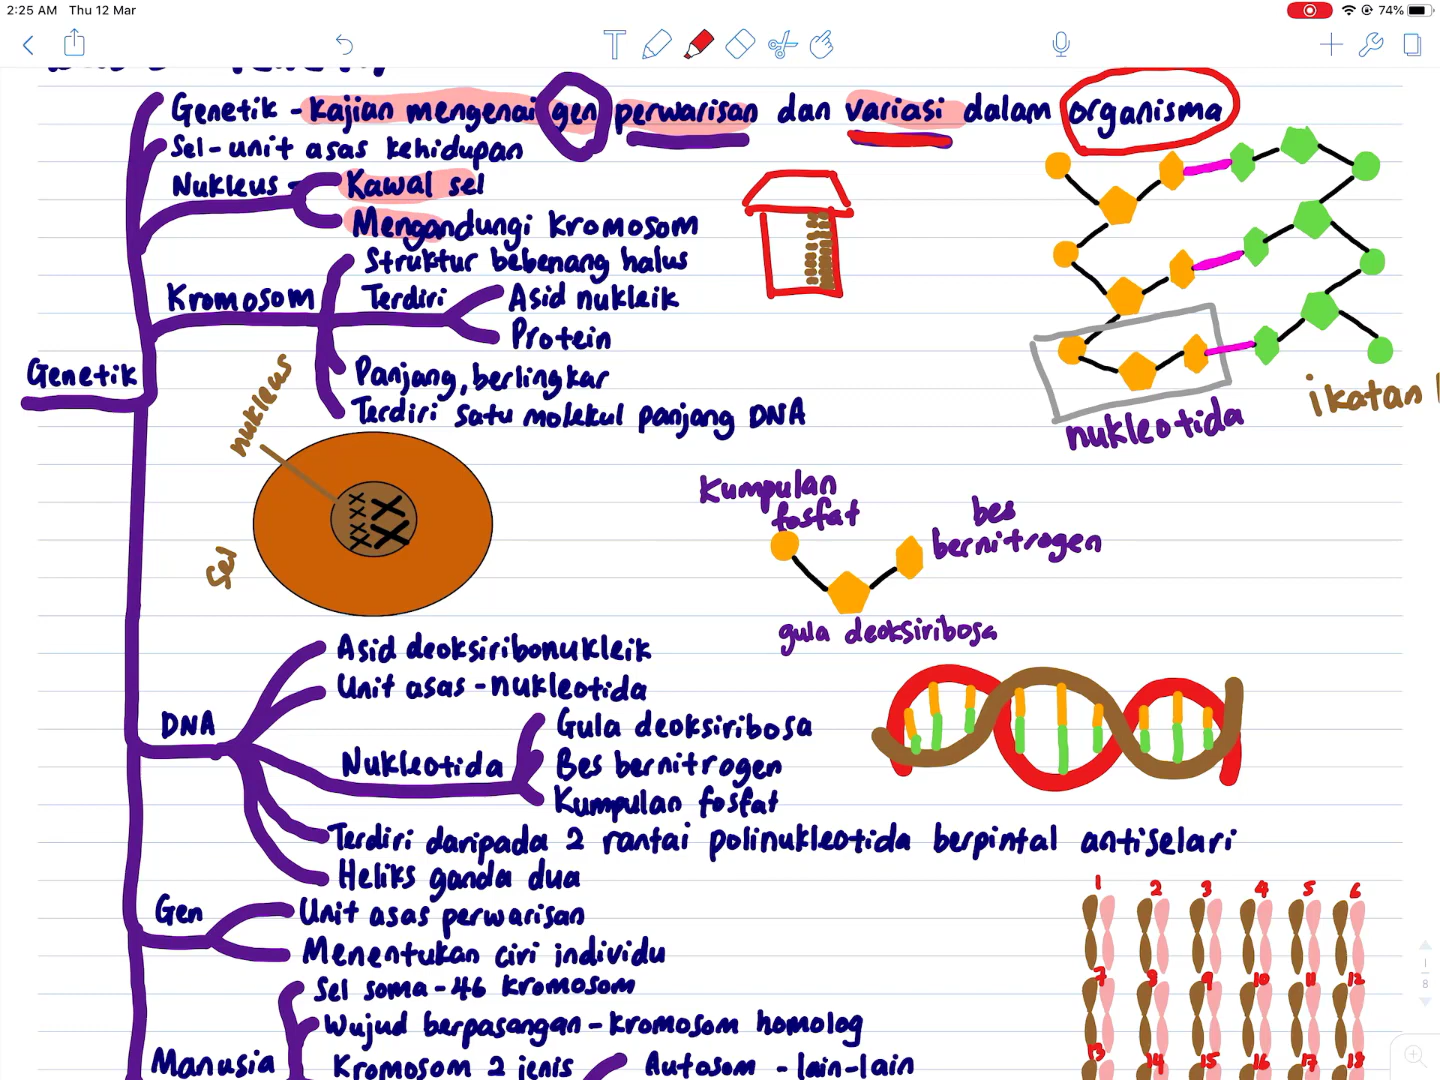 2:25 AM Thu 12 Mar
74%
T
Genetik - Kajian mengenai gen perwarisan dan variasi dalam organisma
Sel - unit asas kehidupan
Nukleus - Kawal sel
Mengandungi Kromosom
Struktur bebenang halus
Kromosom
Terdiri
Asid nukleik
Protein
Panjang, berlingkar
Terdiri satu molekul panjang DNA
Genetik
nukleus
Sel
nukleotida
ikatan
Kumpulan
fosfat
bes
bernitrogen
gula deoksiribosa
DNA
Asid deoksiribonukleik
Unit asas - nukleotida
Nukleotida
Gula deoksiribosa
Bes bernitrogen
Kumpulan fosfat
Terdiri daripada 2 rantai polinukleotida berpintal antiselari
Heliks ganda dua
Gen
Unit asas perwarisan
Menentukan ciri individu
Manusia
Sel soma - 46 kromosom
Wujud berpasangan - kromosom homolog
Kromosom 2 jenis
Autosom - lain-lain
1 2 3 4 5 6
7 8 9 10 11 12
13 14 15 16 17 18
1
8